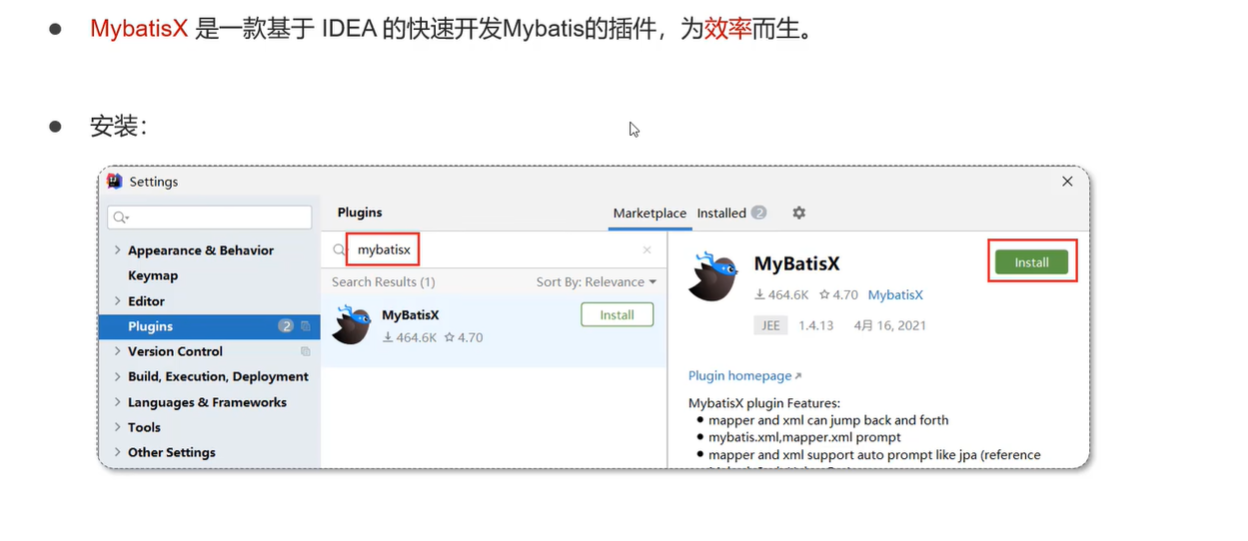 MybatisX 是一款基于 IDEA 的快速开发Mybatis的插件，为效率而生。
安装：
Settings
Plugins
Marketplace
Installed 2
mybatisx
Search Results (1)
Sort By: Relevance
MyBatisX
464.6K 4.70
Install
Appearance & Behavior
Keymap
Editor
Plugins 2
Version Control
Build, Execution, Deployment
Languages & Frameworks
Tools
Other Settings
MyBatisX
464.6K 4.70 MybatisX
Install
JEE 1.4.13 4月 16, 2021
Plugin homepage
MybatisX plugin Features:
mapper and xml can jump back and forth
mybatis.xml,mapper.xml prompt
mapper and xml support auto prompt like jpa (reference